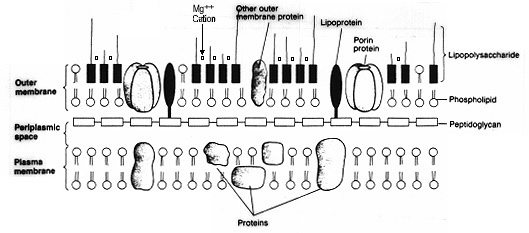 Mg++
Cation
Other outer
membrane protein
Lipoprotein
Porin
protein
Lipopolysaccharide
Outer
membrane
Phospholipid
Peptidoglycan
Periplasmic
space
Plasma
membrane
Proteins